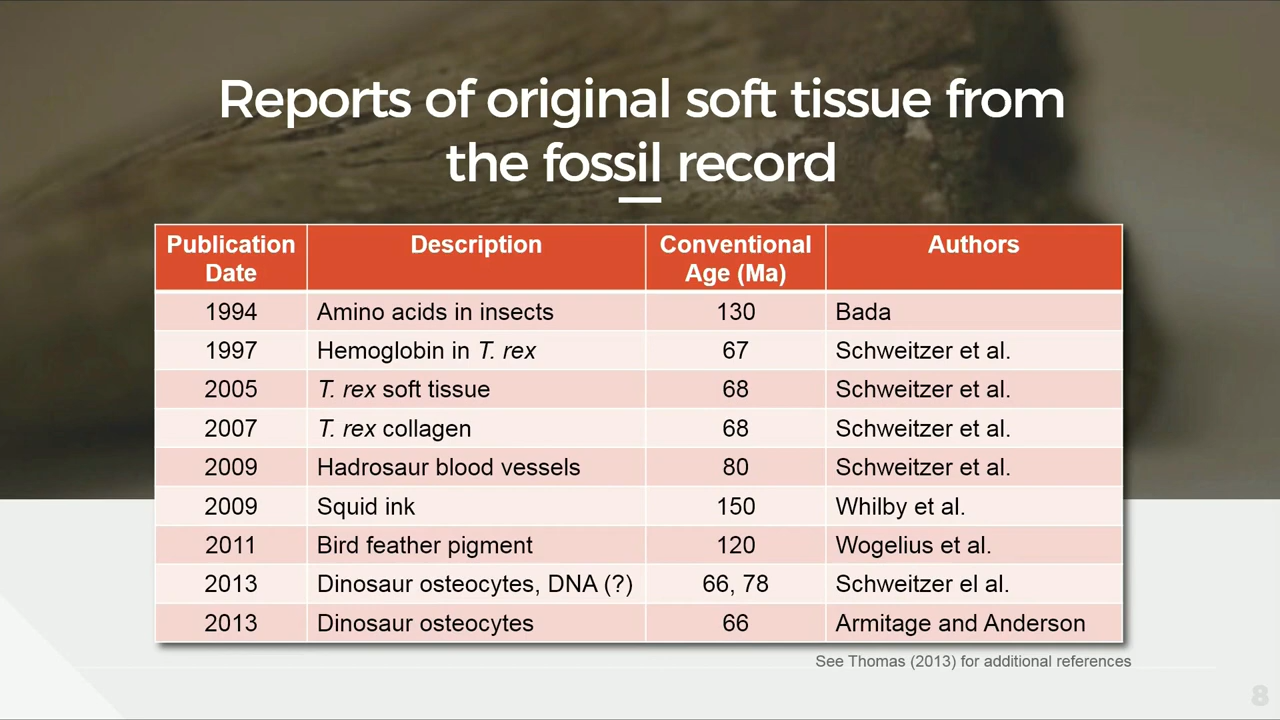 Reports of original soft tissue from
the fossil record
Publication Date Description Conventional Age (Ma) Authors
1994 Amino acids in insects 130 Bada
1997 Hemoglobin in T. rex 67 Schweitzer et al.
2005 T. rex soft tissue 68 Schweitzer et al.
2007 T. rex collagen 68 Schweitzer et al.
2009 Hadrosaur blood vessels 80 Schweitzer et al.
2009 Squid ink 150 Whilby et al.
2011 Bird feather pigment 120 Wogelius et al.
2013 Dinosaur osteocytes, DNA (?) 66, 78 Schweitzer el al.
2013 Dinosaur osteocytes 66 Armitage and Anderson
See Thomas (2013) for additional references
8